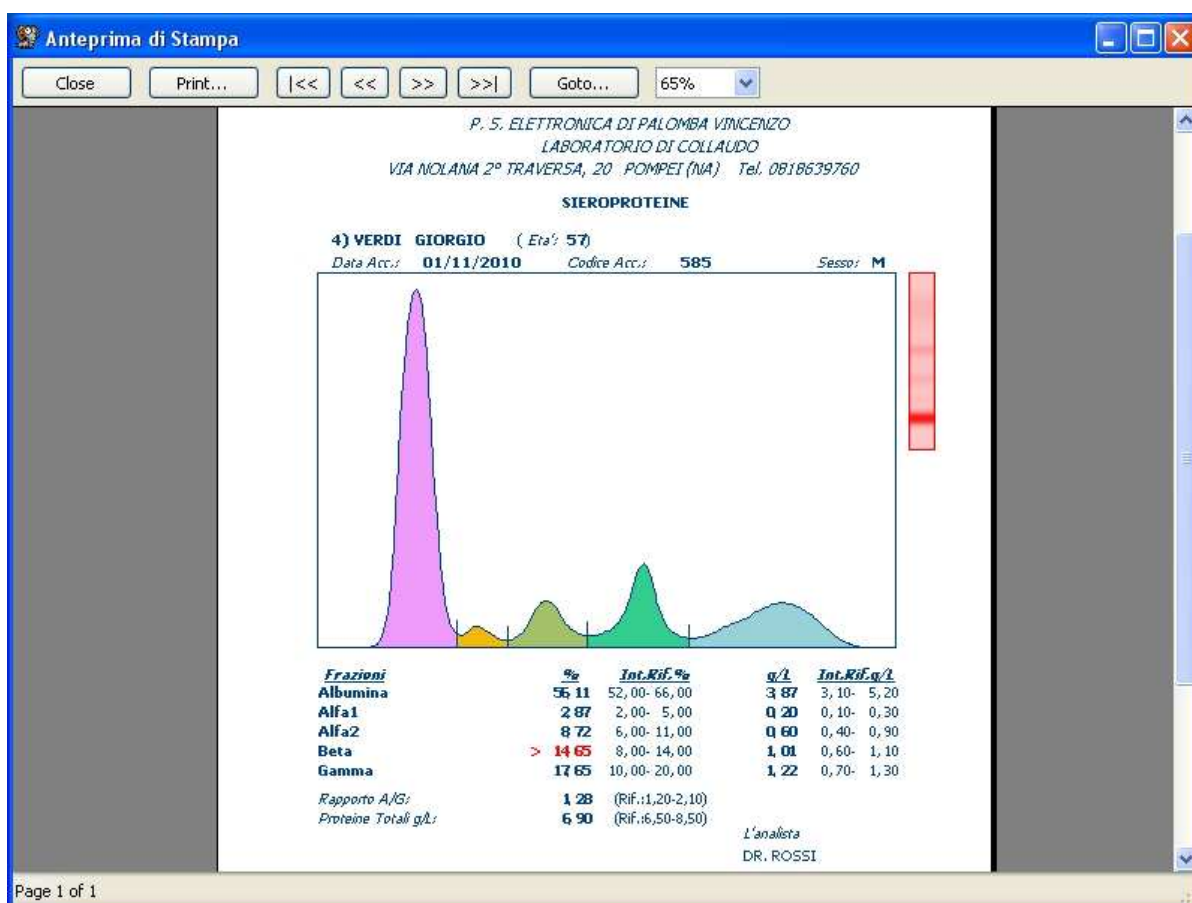 Anteprima di Stampa
Close Print... |<< << >> >>| Goto... 65%
P. S. ELETTRONICA DI PALOMBA VINCENZO
LABORATORIO DI COLLAUDO
VIA NOLANA 2° TRAVERSA, 20 POMPEI (NA) Tel. 0818639760
SIEROPROTEINE
4) VERDI GIORGIO ( Eta': 57)
Data Acc.: 01/11/2010 Codice Acc.: 585 Sesso: M
Frazioni % Int.Rif.% g/L Int.Rif.g/L
Albumina 56,11 52,00- 66,00 3,87 3,10- 5,20
Alfa1 2,87 2,00- 5,00 0,20 0,10- 0,30
Alfa2 8,72 6,00- 11,00 0,60 0,40- 0,90
Beta > 14,65 8,00- 14,00 1,01 0,60- 1,10
Gamma 17,65 10,00- 20,00 1,22 0,70- 1,30
Rapporto A/G: 1,28 (Rif.:1,20-2,10)
Proteine Totali g/L: 6,90 (Rif.:6,50-8,50)
L'analista
DR. ROSSI
Page 1 of 1